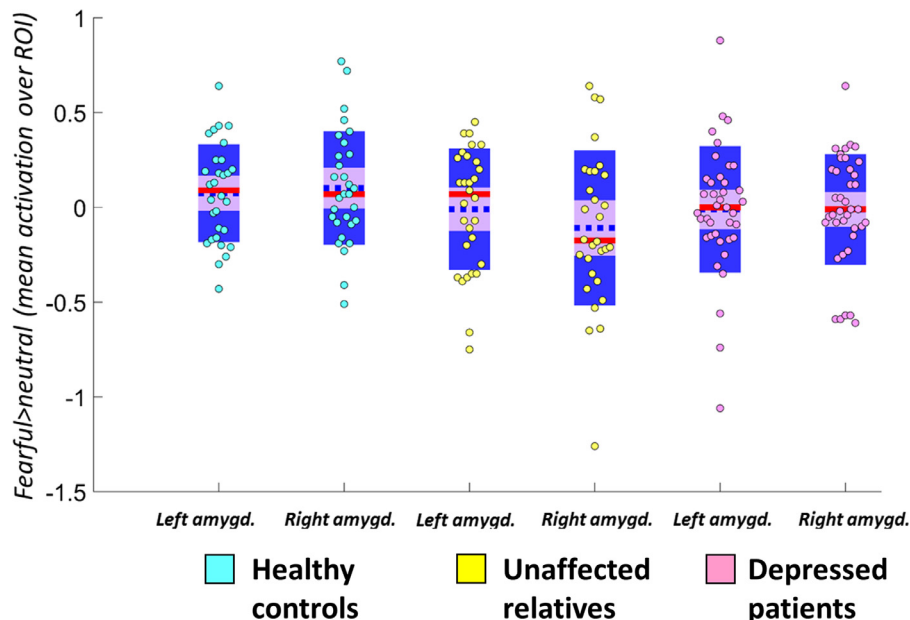 Fearful>neutral (mean activation over ROI)
1
0.5
0
-0.5
-1
-1.5
Left amygd. Right amygd. Left amygd. Right amygd. Left amygd. Right amygd.
Healthy controls
Unaffected relatives
Depressed patients